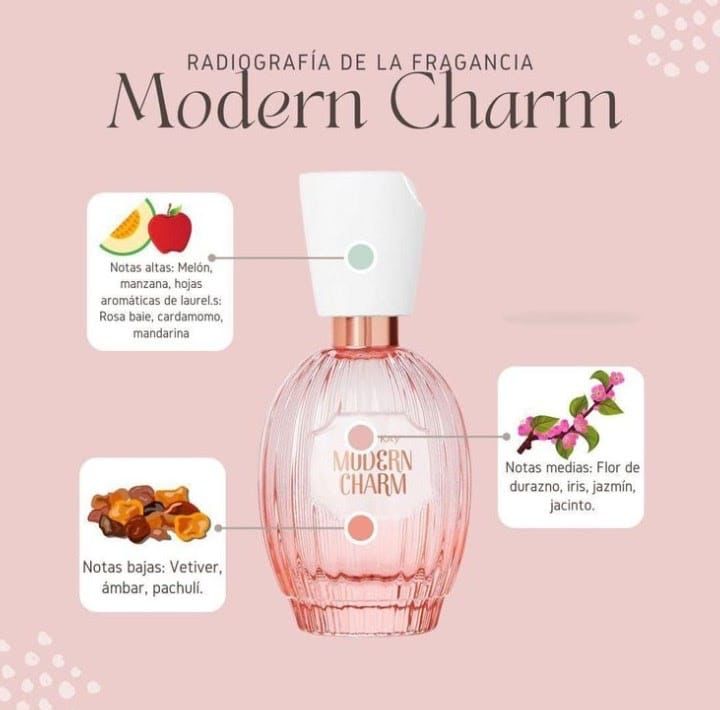 RADIOGRAFÍA DE LA FRAGANCIA
Modern Charm
Notas altas: Melón,
manzana, hojas
aromáticas de laurel.s:
Rosa baie, cardamomo,
mandarina
Notas medias: Flor de
durazno, iris, jazmín,
jacinto.
MODERN
CHARM
Notas bajas: Vetiver,
ámbar, pachulí.